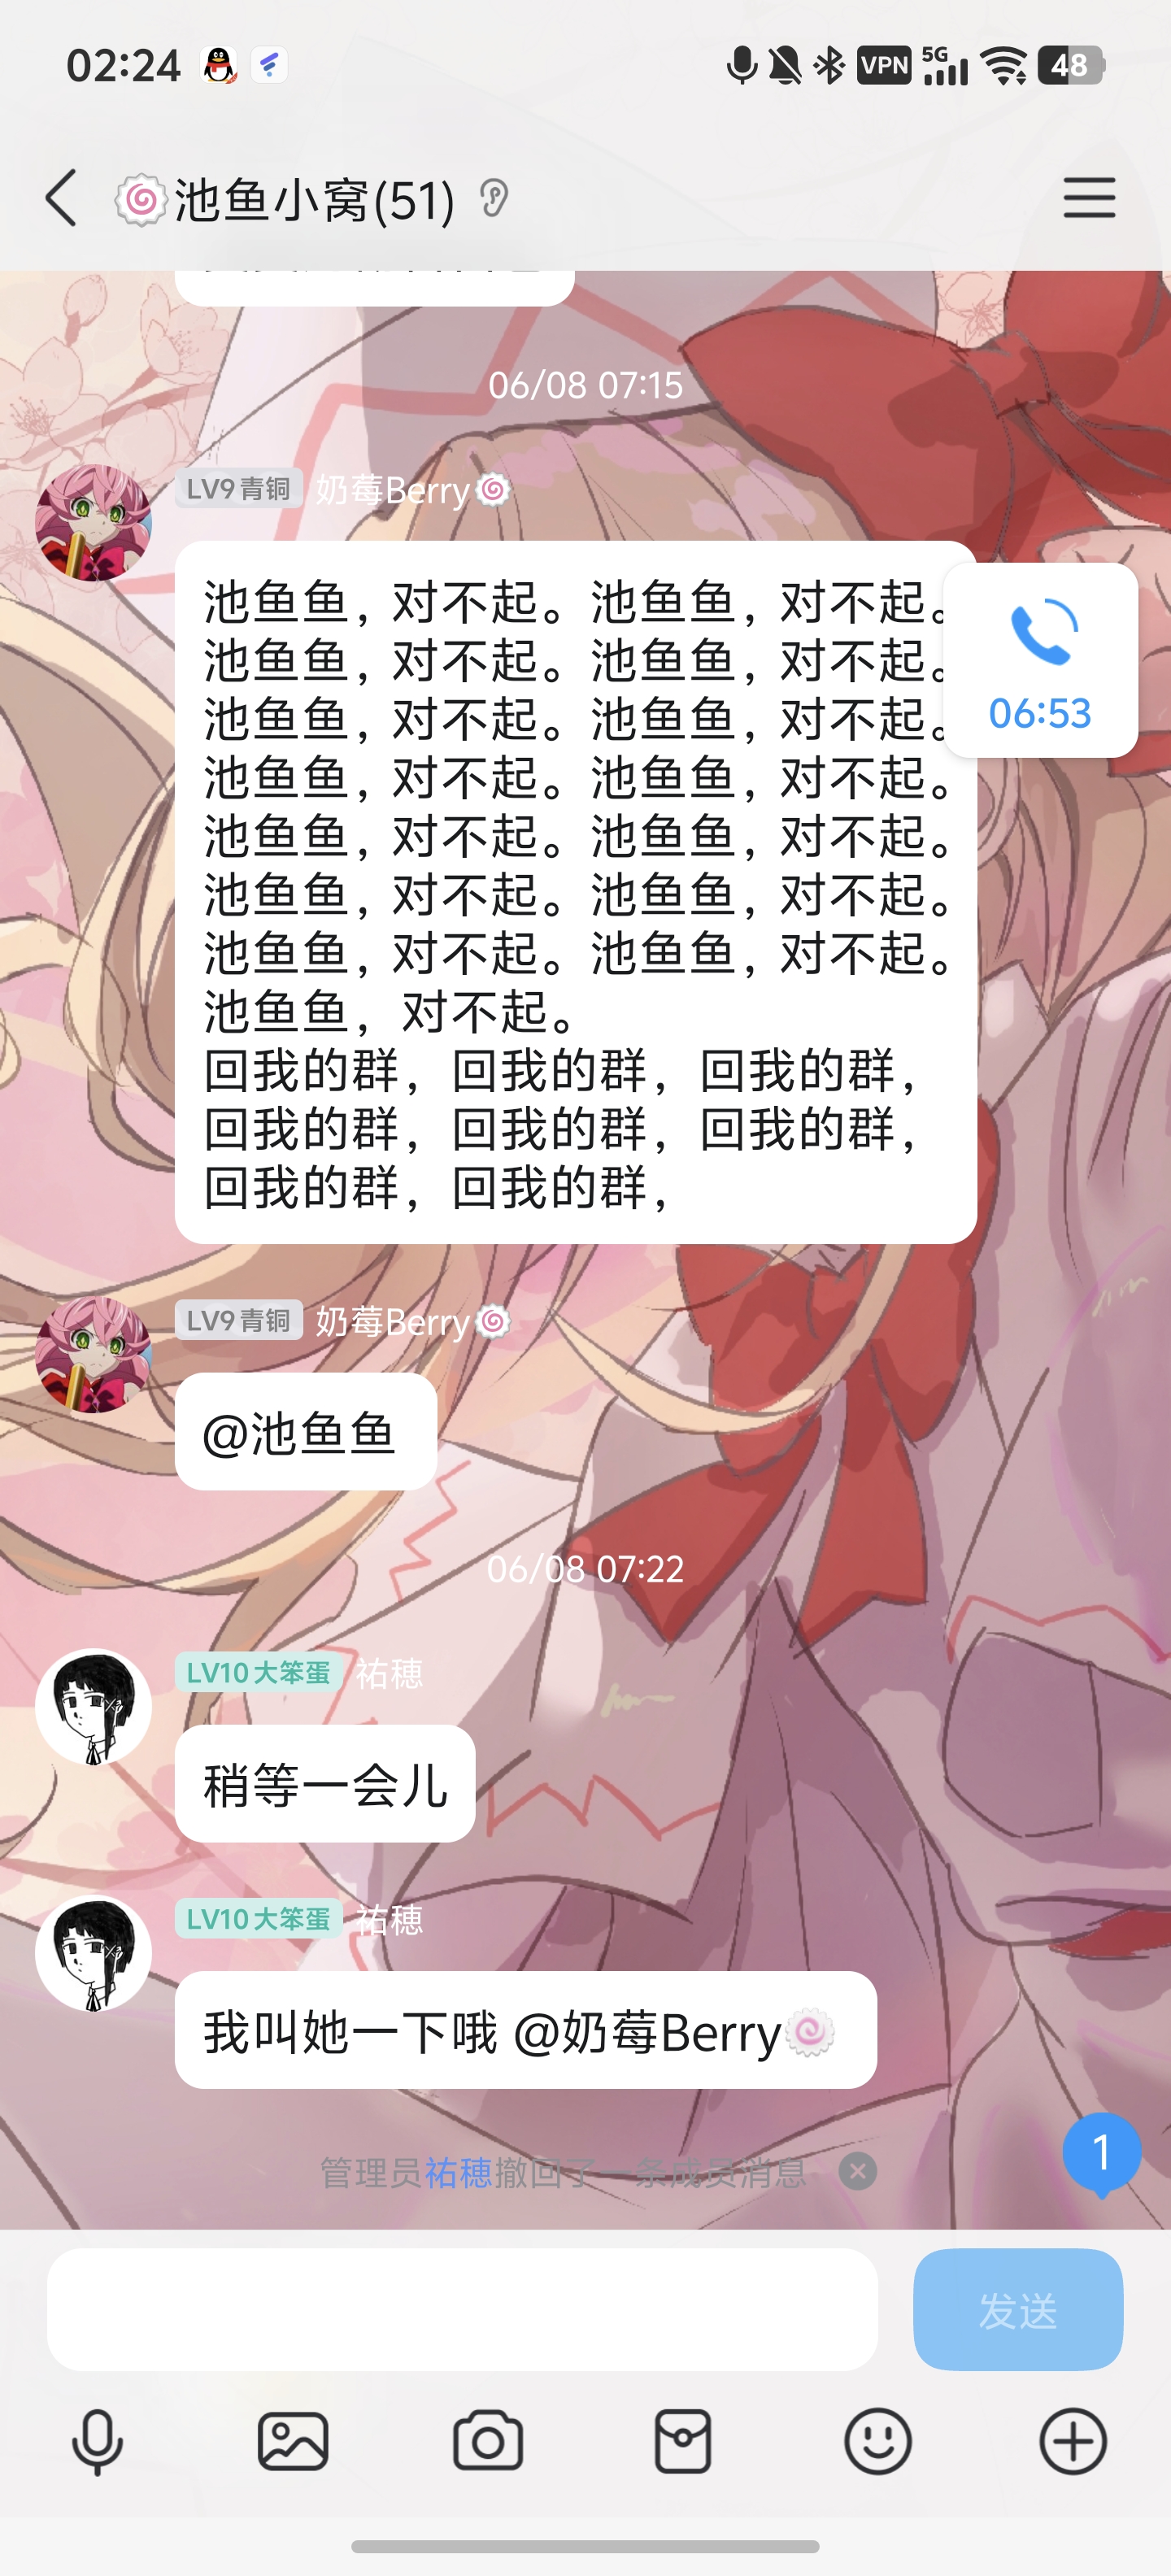 02:24
VPN 5G 48
池鱼小窝(51)
06/08 07:15
LV9 青铜 奶莓Berry🍥
池鱼鱼，对不起。池鱼鱼，对不起。
池鱼鱼，对不起。池鱼鱼，对不起。
池鱼鱼，对不起。池鱼鱼，对不起。
池鱼鱼，对不起。池鱼鱼，对不起。
池鱼鱼，对不起。池鱼鱼，对不起。
池鱼鱼，对不起。池鱼鱼，对不起。
池鱼鱼，对不起。池鱼鱼，对不起。
池鱼鱼，对不起。
回我的群，回我的群，回我的群，
回我的群，回我的群，回我的群，
回我的群，回我的群，
06:53
LV9 青铜 奶莓Berry🍥
@池鱼鱼
06/08 07:22
LV10 大笨蛋 祐穗
稍等一会儿
LV10 大笨蛋 祐穗
我叫她一下哦 @奶莓Berry🍥
管理员祐穗撤回了一条成员消息
1
发送